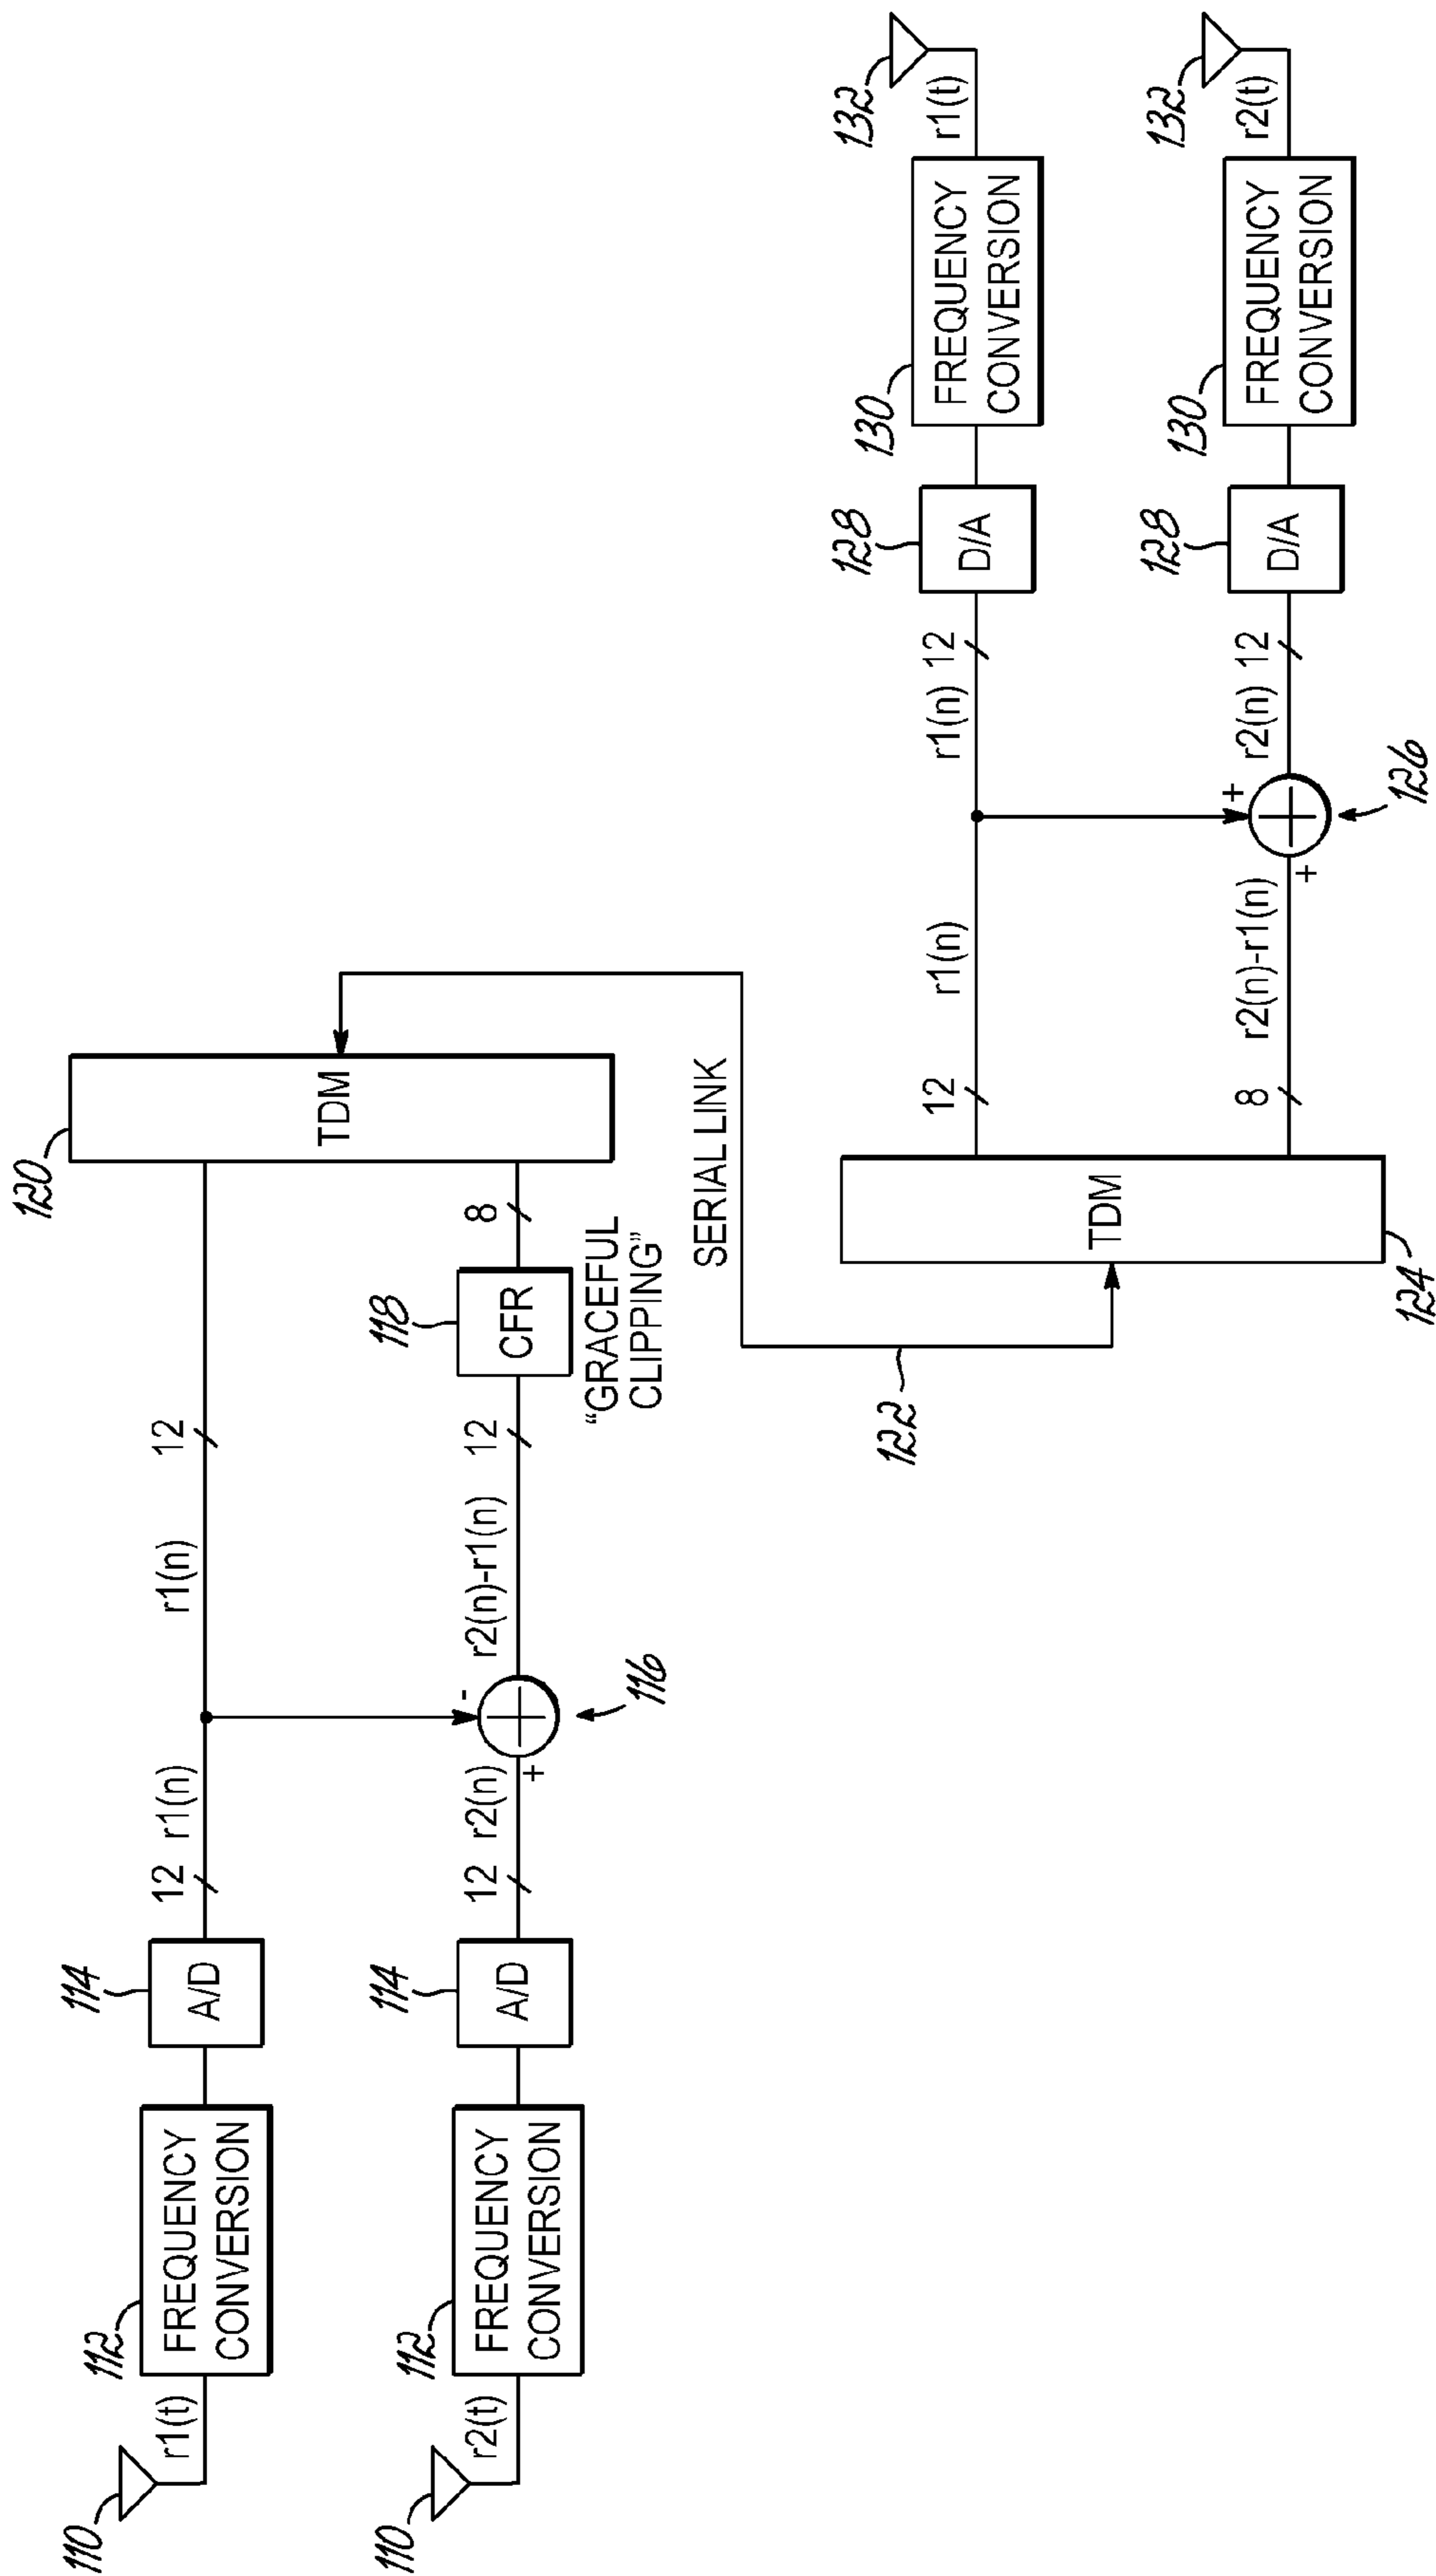 110
r1(t)
112
FREQUENCY
CONVERSION
114
A/D
12
r1(n)
r1(n)
12
120
TDM
110
r2(t)
112
FREQUENCY
CONVERSION
114
A/D
12
r2(n)
+
-
116
r2(n)-r1(n)
12
118
CFR
“GRACEFUL
CLIPPING”
8
SERIAL LINK
122
124
TDM
12
r1(n)
r1(n)
12
128
D/A
130
FREQUENCY
CONVERSION
r1(t)
132
8
r2(n)-r1(n)
+
+
126
r2(n)
12
128
D/A
130
FREQUENCY
CONVERSION
r2(t)
132